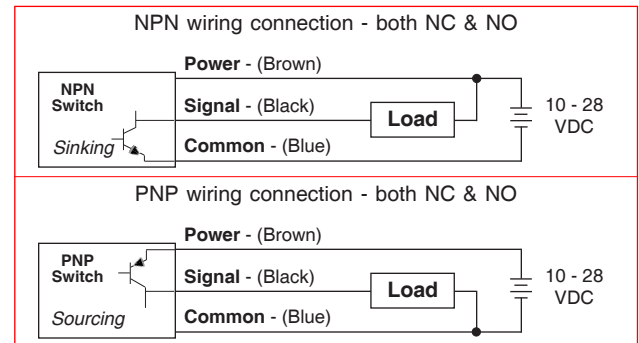 NPN wiring connection - both NC & NO
Power - (Brown)
NPN
Switch
Signal - (Black)
Load
10 - 28
VDC
Sinking
Common - (Blue)
PNP wiring connection - both NC & NO
Power - (Brown)
PNP
Switch
Signal - (Black)
Load
10 - 28
VDC
Sourcing
Common - (Blue)